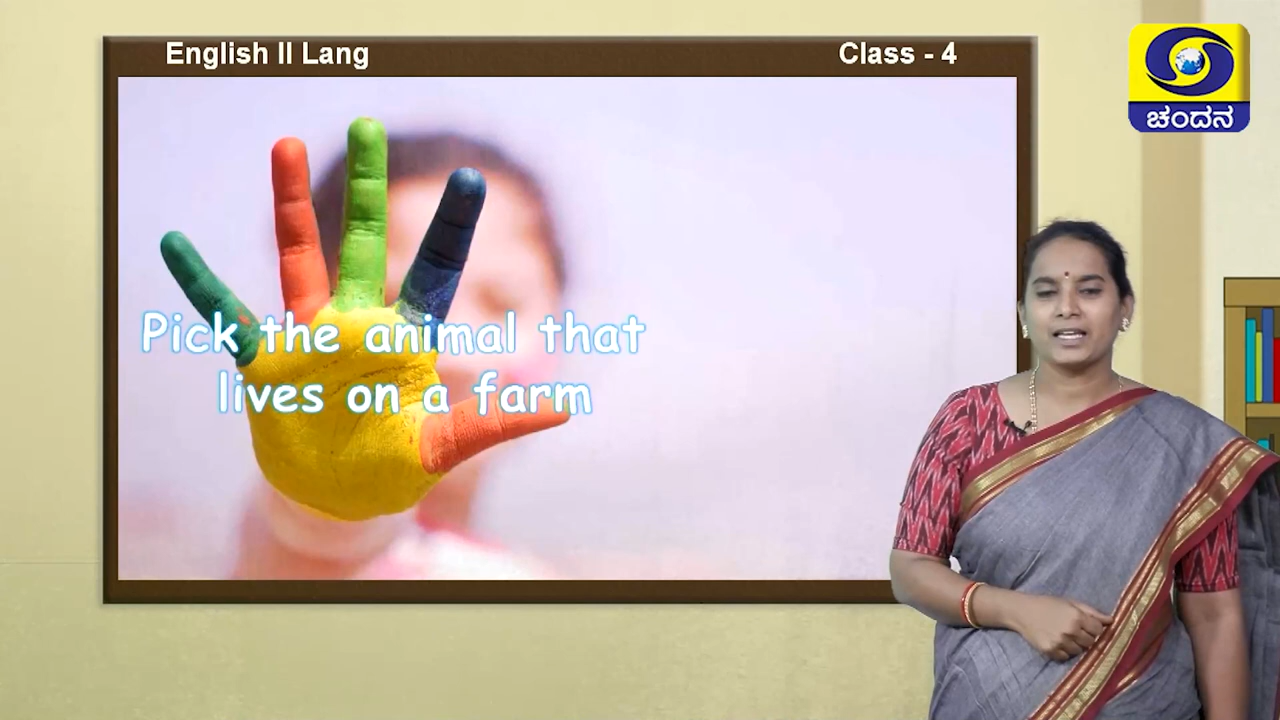 English II Lang
Class - 4
ಚಂದನ
Pick the animal that
lives on a farm